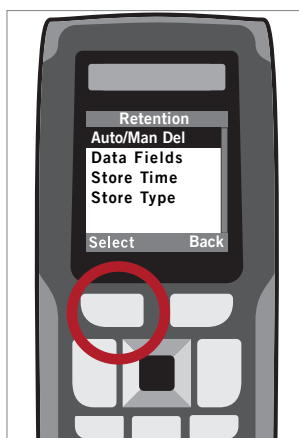 Retention
Auto/Man Del
Data Fields
Store Time
Store Type
Select Back